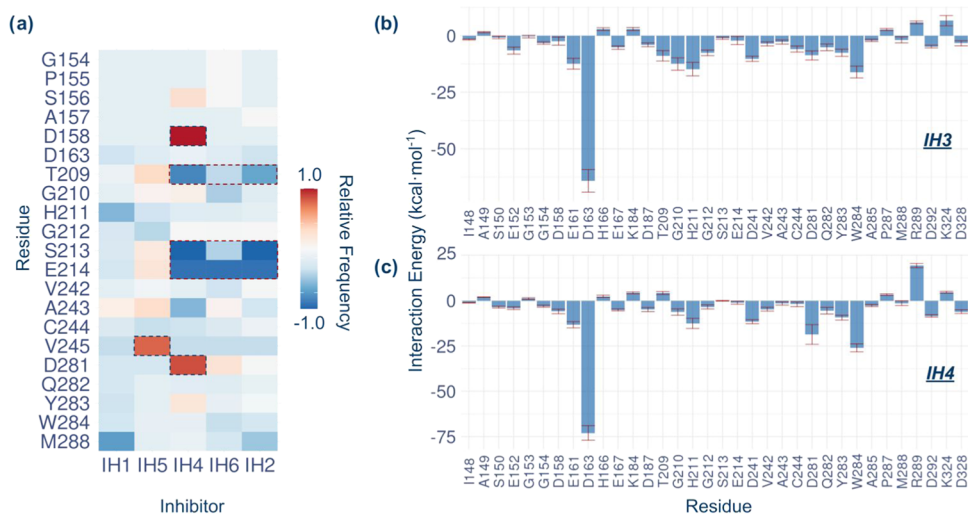 (a)
G154
P155
S156
A157
D158
D163
T209
G210
H211
G212
S213
E214
V242
A243
C244
V245
D281
Q282
Y283
W284
M288
Residue
IH1 IH5 IH4 IH6 IH2
Inhibitor
1.0
-1.0
Relative Frequency
(b)
0
-25
-50
IH3
I148 A149 S150 E152 G153 G154 D158 E161 D163 H166 E167 K184 D187 T209 G210 H211 G212 S213 E214 D241 V242 A243 C244 D281 Q282 Y283 W284 A285 P287 M288 R289 D292 K324 D328
Interaction Energy (kcal·mol⁻¹)
(c)
25
0
-25
-50
-75
IH4
I148 A149 S150 E152 G153 G154 D158 E161 D163 H166 E167 K184 D187 T209 G210 H211 G212 S213 E214 D241 V242 A243 C244 D281 Q282 Y283 W284 A285 P287 M288 R289 D292 K324 D328
Residue